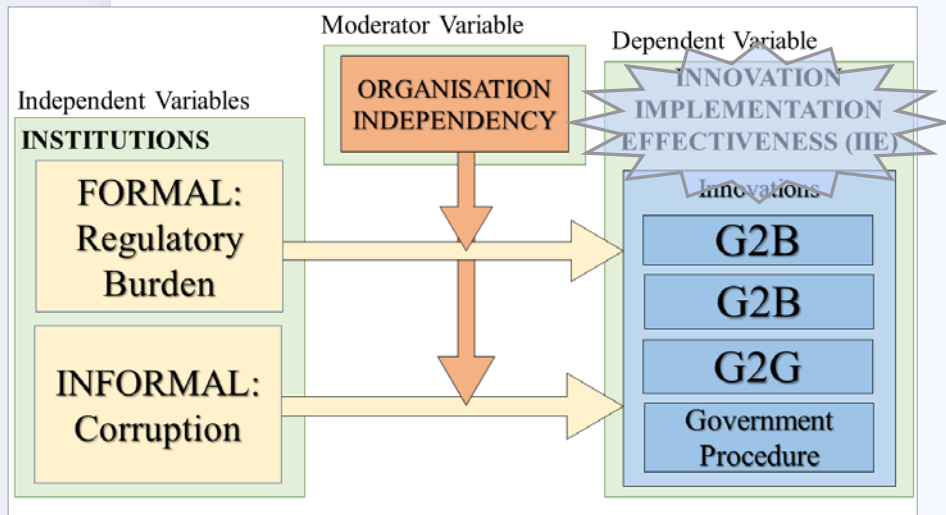 Moderator Variable
Dependent Variable
Independent Variables
ORGANISATION
INDEPENDENCY
INNOVATION
IMPLEMENTATION
EFFECTIVENESS (IIE)
INSTITUTIONS
FORMAL:
Regulatory
Burden
INFORMAL:
Corruption
Innovations
G2B
G2B
G2G
Government
Procedure